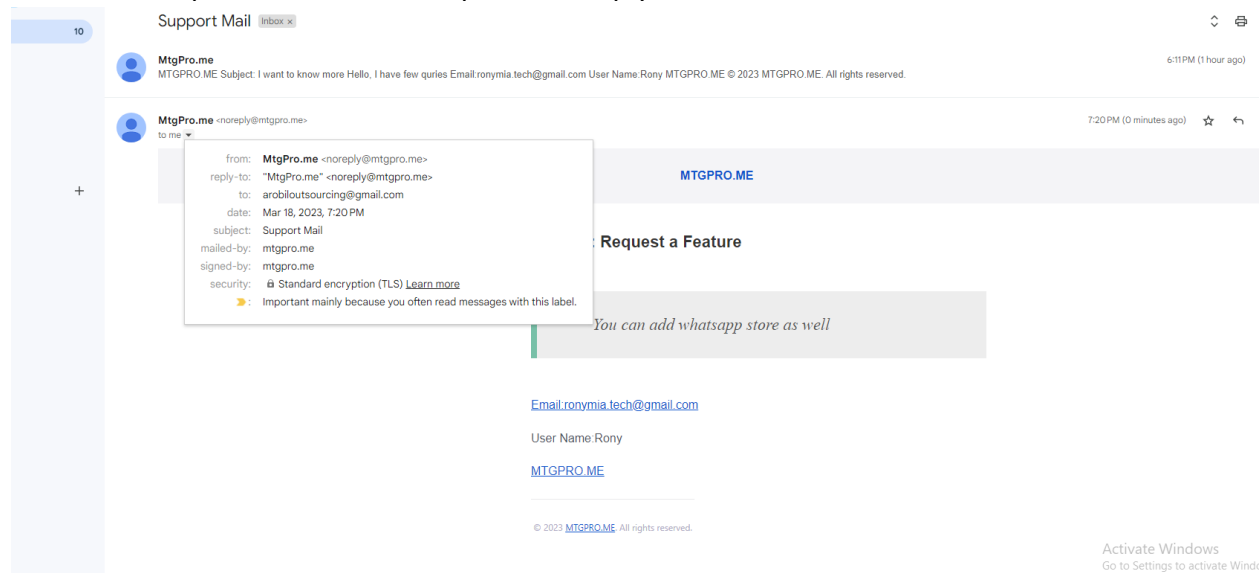 10
Support Mail Inbox x
MtgPro.me 6:11 PM (1 hour ago)
MTGPRO.ME Subject: I want to know more Hello, I have few quries Email:ronymia.tech@gmail.com User Name:Rony MTGPRO.ME © 2023 MTGPRO.ME. All rights reserved.
MtgPro.me <noreply@mtgpro.me> 7:20 PM (0 minutes ago)
to me
from: MtgPro.me <noreply@mtgpro.me>
reply-to: "MtgPro.me" <noreply@mtgpro.me>
to: arobiloutsourcing@gmail.com
date: Mar 18, 2023, 7:20 PM
subject: Support Mail
mailed-by: mtgpro.me
signed-by: mtgpro.me
security: Standard encryption (TLS) Learn more
: Important mainly because you often read messages with this label.
MTGPRO.ME
: Request a Feature
You can add whatsapp store as well
Email:ronymia.tech@gmail.com
User Name:Rony
MTGPRO.ME
© 2023 MTGPRO.ME. All rights reserved.
Activate Windows
Go to Settings to activate